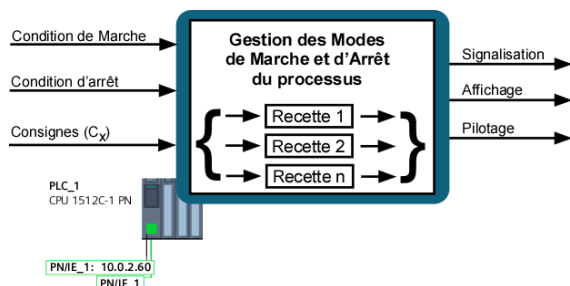 Condition de Marche
Condition d'arrêt
Consignes (Cx)
Gestion des Modes
de Marche et d'Arrêt
du processus
Recette 1
Recette 2
Recette n
Signalisation
Affichage
Pilotage
PLC_1
CPU 1512C-1 PN
PN/IE_1: 10.0.2.60
PN/IE_1